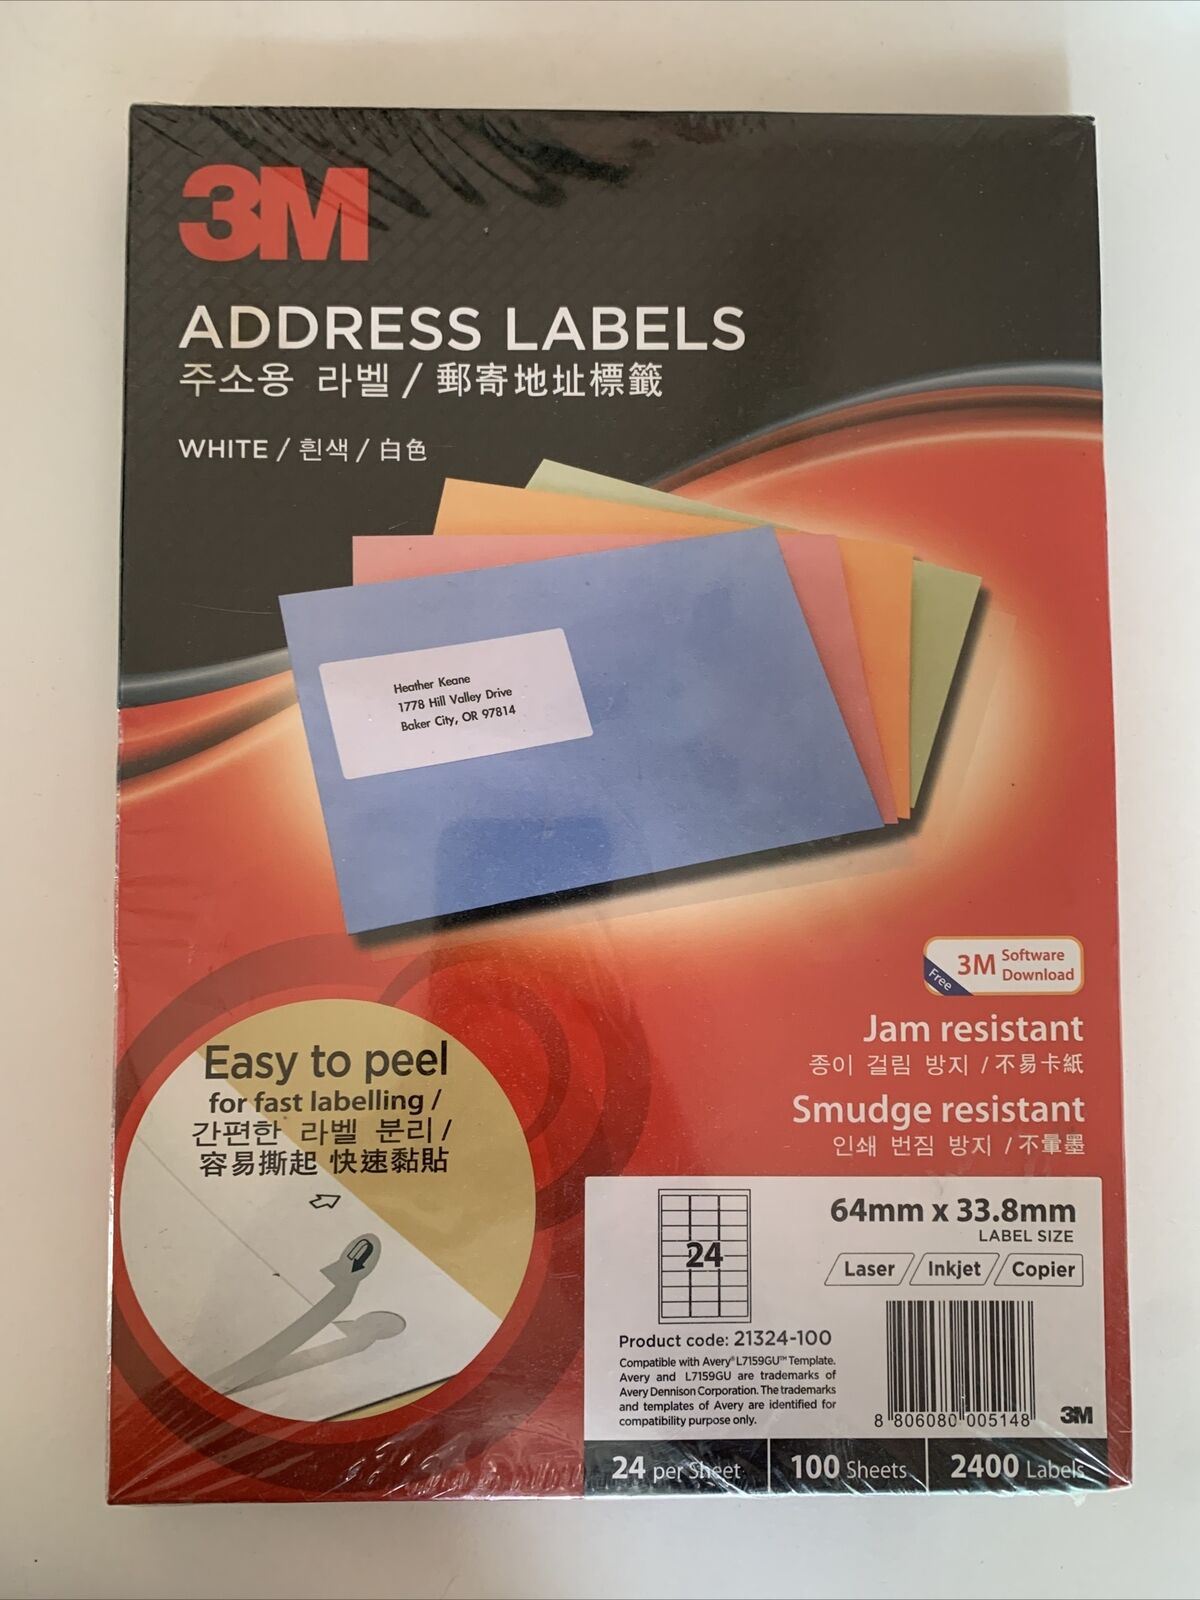 3M
ADDRESS LABELS
주소용 라벨 / 郵寄地址標籤
WHITE / 흰색 / 白色
Heather Keane
1778 Hill Valley Drive
Baker City, OR 97814
Free
3M Software Download
Jam resistant
종이 걸림 방지 / 不易卡紙
Smudge resistant
인쇄 번짐 방지 / 不暈墨
Easy to peel
for fast labelling /
간편한 라벨 분리 /
容易撕起 快速黏貼
24
64mm x 33.8mm
LABEL SIZE
Laser / Inkjet / Copier
Product code: 21324-100
Compatible with Avery® L7159GU™ Template.
Avery and L7159GU are trademarks of
Avery Dennison Corporation. The trademarks
and templates of Avery are identified for
compatibility purpose only.
8 806080 005148
3M
24 per Sheet
100 Sheets
2400 Labels